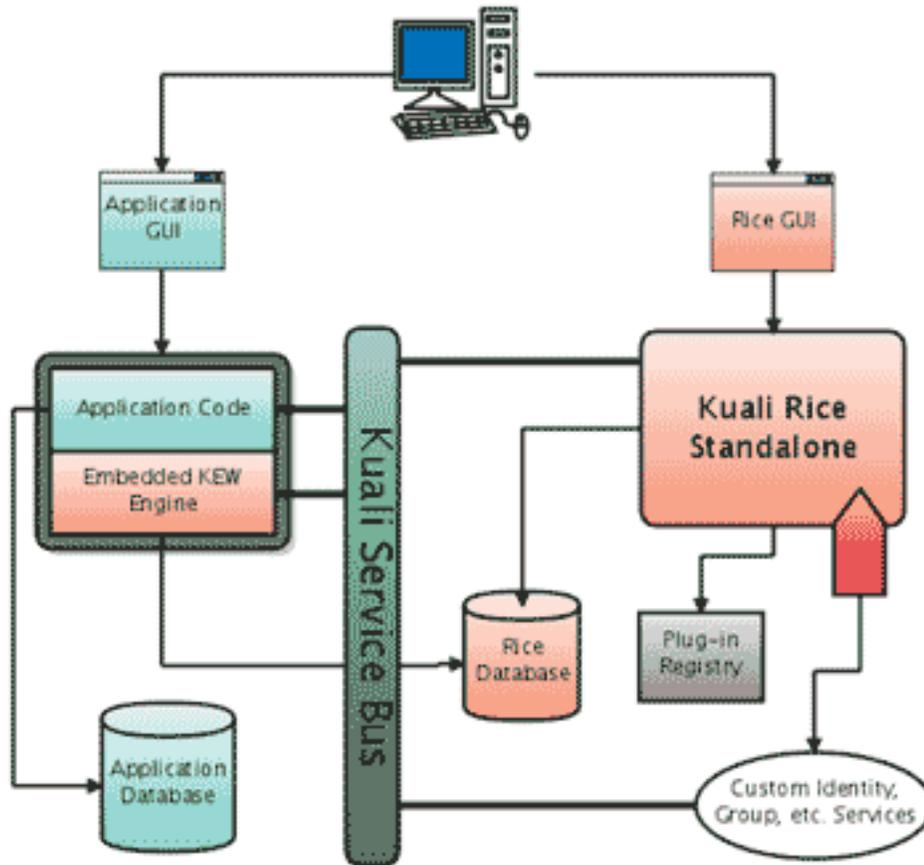 Application
GUI
Rice GUI
Application Code
Embedded KEW
Engine
Kuali Service Bus
Kuali Rice
Standalone
Rice
Database
Plug-in
Registry
Application
Database
Custom Identity,
Group, etc. Services